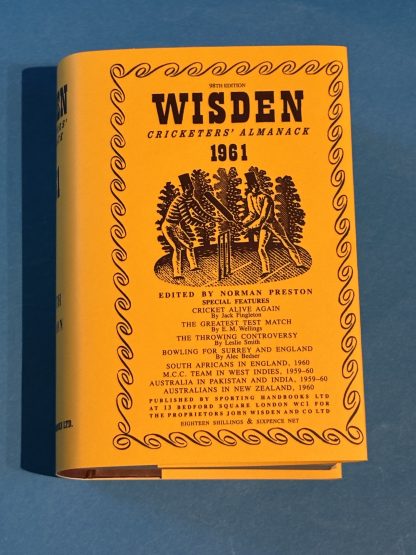 98TH EDITION
WISDEN
CRICKETERS' ALMANACK
1961
EDITED BY NORMAN PRESTON
SPECIAL FEATURES
CRICKET ALIVE AGAIN
By Jack Fingleton
THE GREATEST TEST MATCH
By E. M. Wellings
THE THROWING CONTROVERSY
By Leslie Smith
BOWLING FOR SURREY AND ENGLAND
By Alec Bedser
SOUTH AFRICANS IN ENGLAND, 1960
M.C.C. TEAM IN WEST INDIES, 1959-60
AUSTRALIA IN PAKISTAN AND INDIA, 1959-60
AUSTRALIANS IN NEW ZEALAND, 1960
PUBLISHED BY SPORTING HANDBOOKS LTD
AT 13 BEDFORD SQUARE LONDON WC1 FOR
THE PROPRIETORS JOHN WISDEN AND CO LTD
EIGHTEEN SHILLINGS & SIXPENCE NET
DEN
LTD.